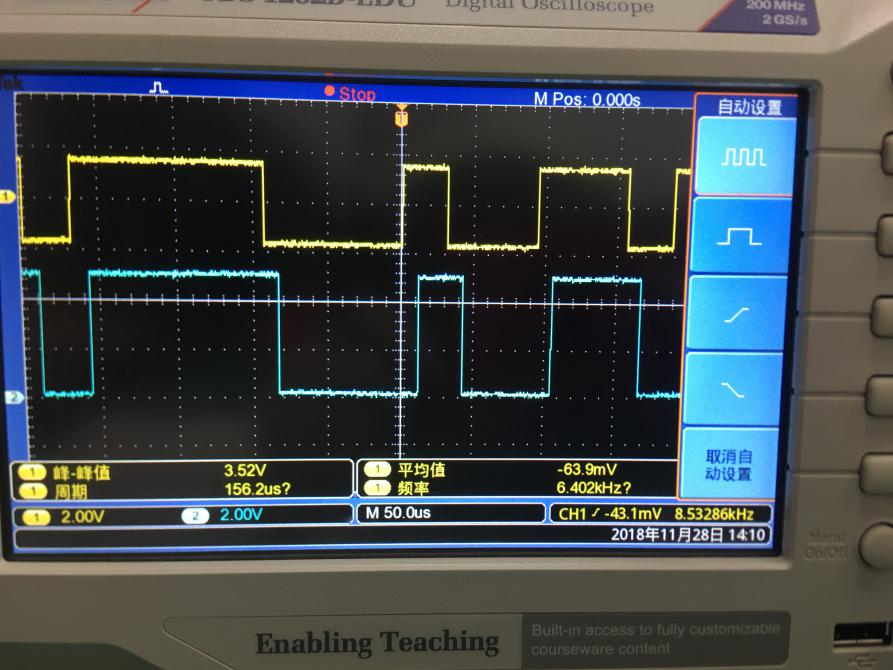 Digital Oscilloscope
200 MHz
2 GS/s
Tek
Stop
M Pos: 0.000s
自动设置
T
1
2
取消自
动设置
1 峰-峰值 3.52V
1 周期 156.2us?
1 平均值 -63.9mV
1 频率 6.402kHz?
1 2.00V
2 2.00V
M 50.0us
CH1 -43.1mV 8.53286kHz
2018年11月28日 14:10
Menu
On/Off
Enabling Teaching
Built-in access to fully customizable
courseware content